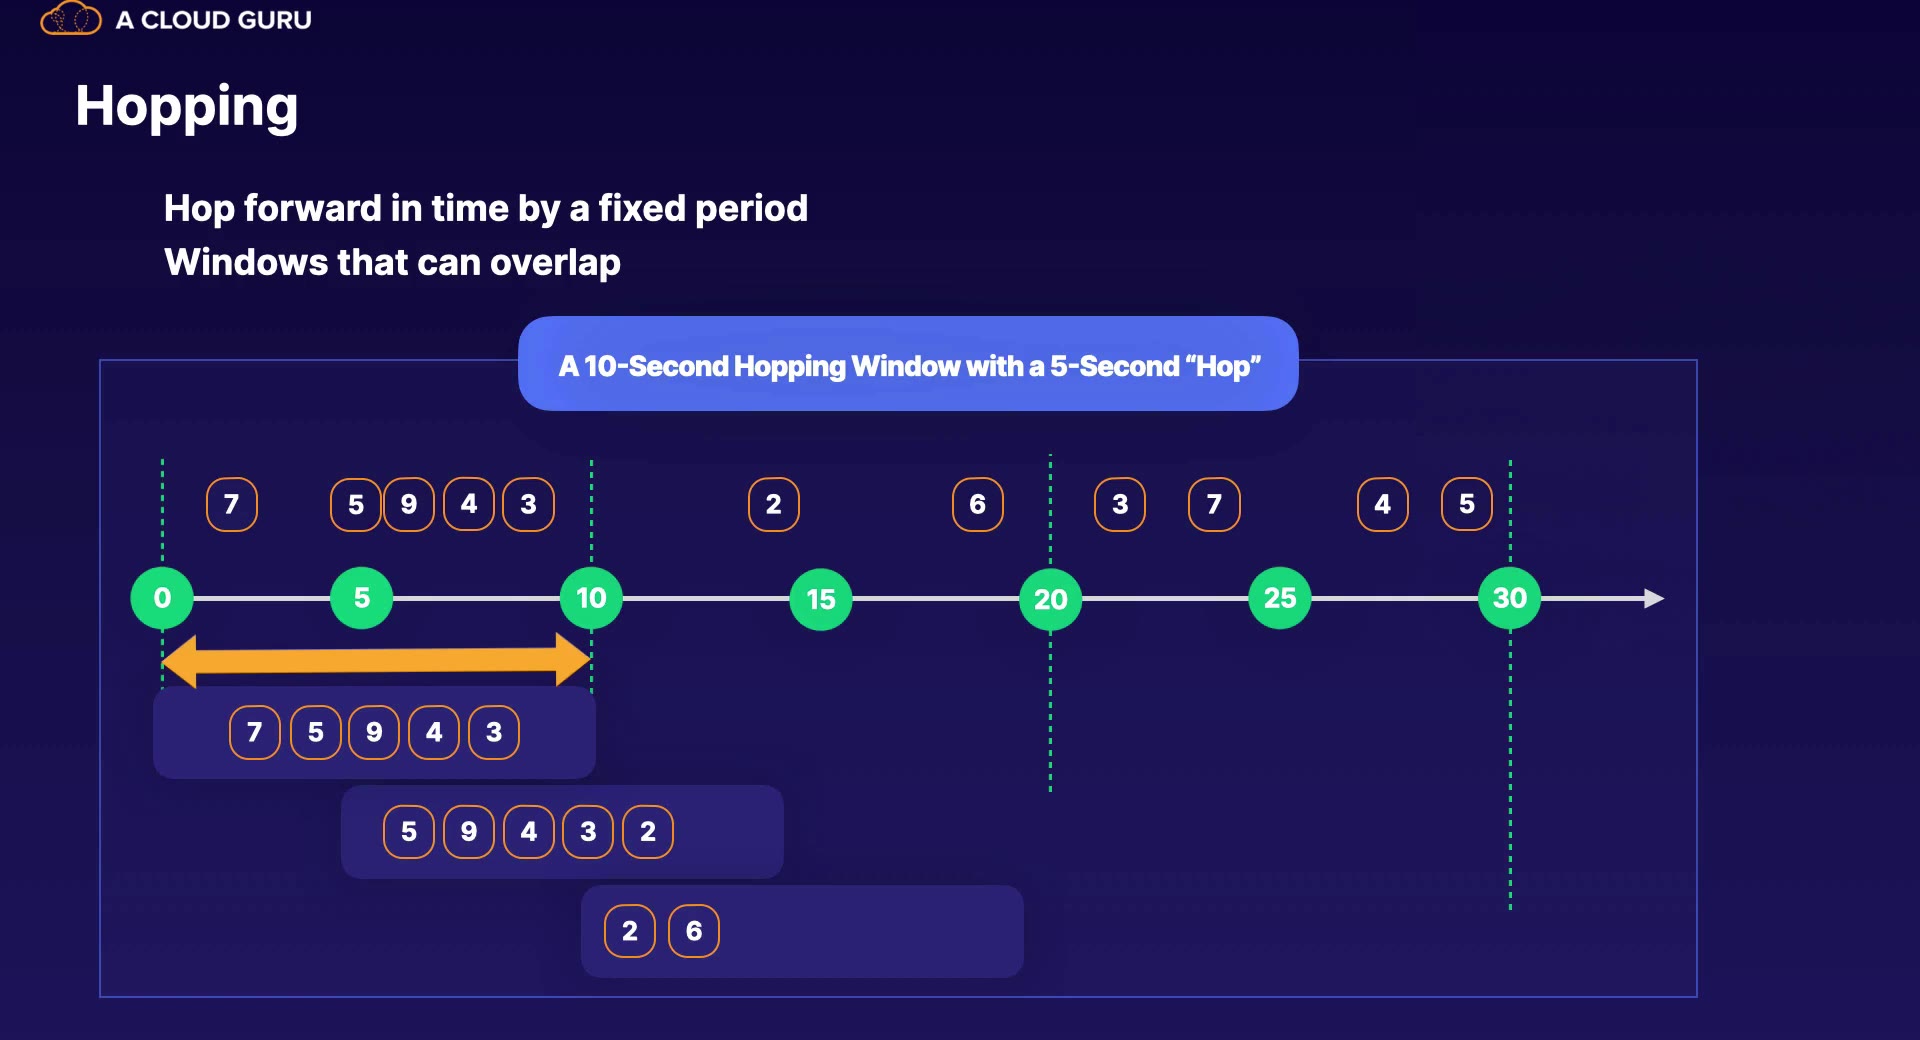 A CLOUD GURU
Hopping
Hop forward in time by a fixed period
Windows that can overlap
A 10-Second Hopping Window with a 5-Second “Hop”
7 5 9 4 3 2 6 3 7 4 5
0 5 10 15 20 25 30
7 5 9 4 3
5 9 4 3 2
2 6